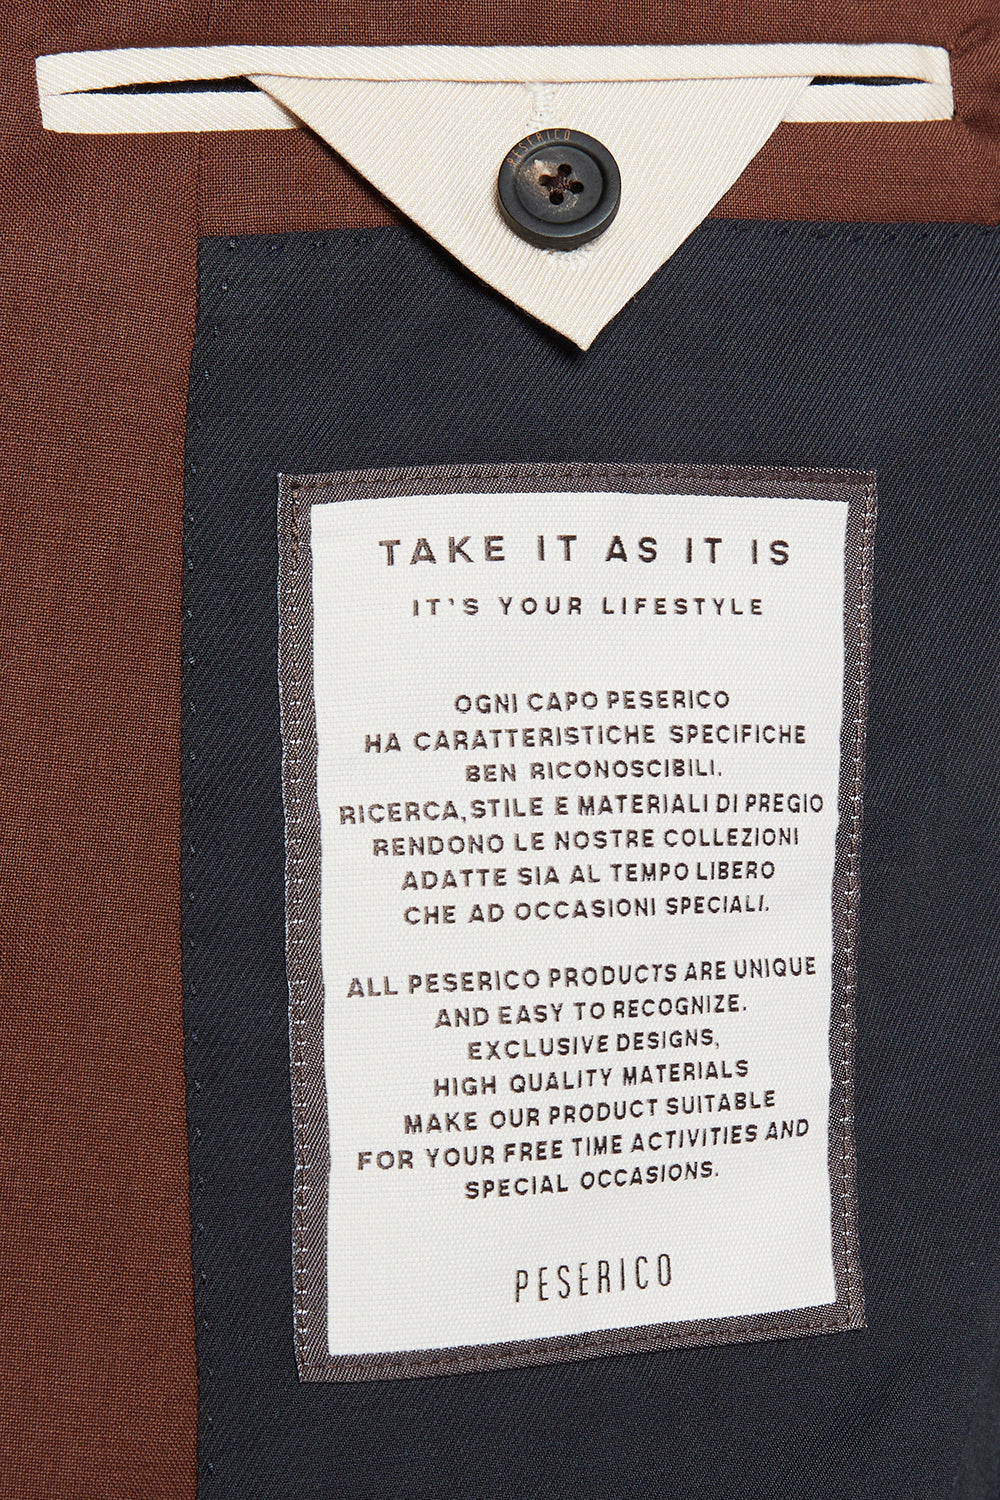 PESERICO
TAKE IT AS IT IS
IT'S YOUR LIFESTYLE
OGNI CAPO PESERICO
HA CARATTERISTICHE SPECIFICHE
BEN RICONOSCIBILI.
RICERCA, STILE E MATERIALI DI PREGIO
RENDONO LE NOSTRE COLLEZIONI
ADATTE SIA AL TEMPO LIBERO
CHE AD OCCASIONI SPECIALI.
ALL PESERICO PRODUCTS ARE UNIQUE
AND EASY TO RECOGNIZE.
EXCLUSIVE DESIGNS,
HIGH QUALITY MATERIALS
MAKE OUR PRODUCT SUITABLE
FOR YOUR FREE TIME ACTIVITIES AND
SPECIAL OCCASIONS.
PESERICO